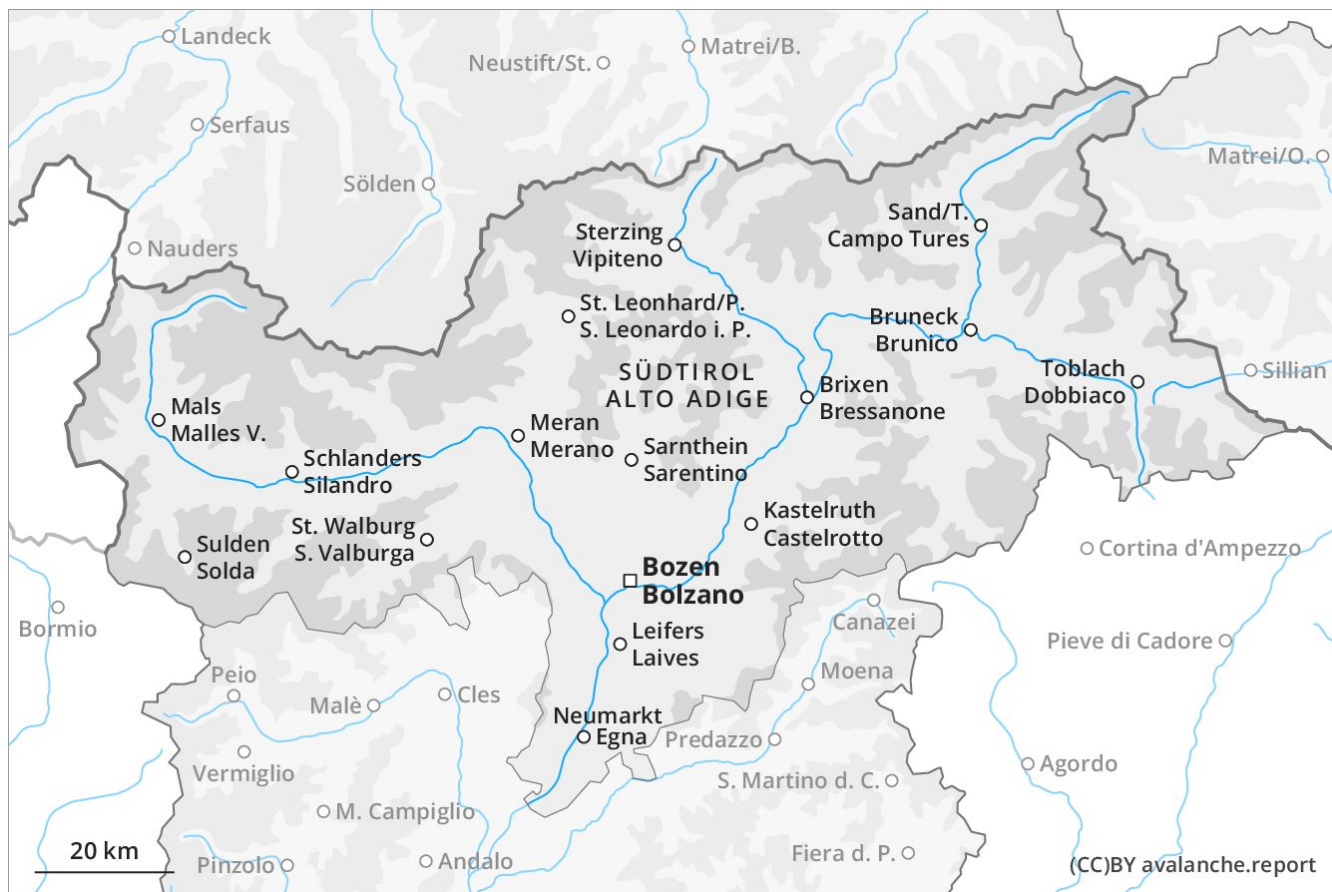 Landeck
Matrei/B.
Neustift/St.
Serfaus
Matrei/O.
Sölden
Sand/T.
Campo Tures
Sterzing
Vipiteno
Nauders
St. Leonhard/P.
S. Leonardo i. P.
Bruneck
Brunico
SÜDTIROL
ALTO ADIGE
Toblach
Dobbiaco
Sillian
Brixen
Bressanone
Mals
Malles V.
Meran
Merano
Sarnthein
Sarentino
Schlanders
Silandro
Kastelruth
Castelrotto
St. Walburg
S. Valburga
Sulden
Solda
Cortina d'Ampezzo
Bozen
Bolzano
Bormio
Canazei
Leifers
Laives
Pieve di Cadore
Peio
Moena
Cles
Malè
Neumarkt
Egna
Predazzo
Vermiglio
Agordo
S. Martino d. C.
M. Campiglio
20 km
Pinzolo
Andalo
Fiera d. P.
(CC)BY avalanche.report